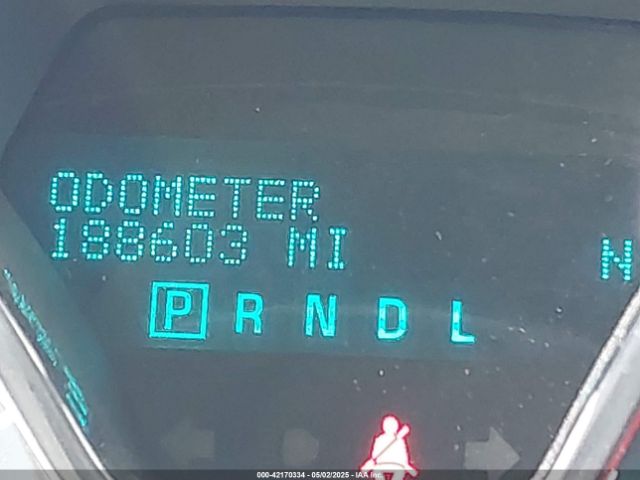 ODOMETER
188603 MI N
P R N D L
000-42170334 - 05/02/2025 - IAA Inc.